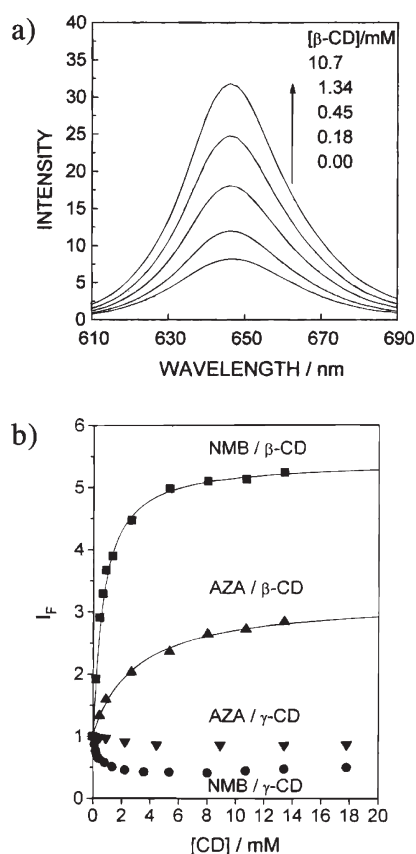 a)
[β-CD]/mM
10.7
1.34
0.45
0.18
0.00
40
35
30
25
20
15
10
5
0
INTENSITY
610 630 650 670 690
WAVELENGTH / nm
b)
6
5
4
3
2
1
0
I_F
NMB / β-CD
AZA / β-CD
AZA / γ-CD
NMB / γ-CD
0 2 4 6 8 10 12 14 16 18 20
[CD] / mM